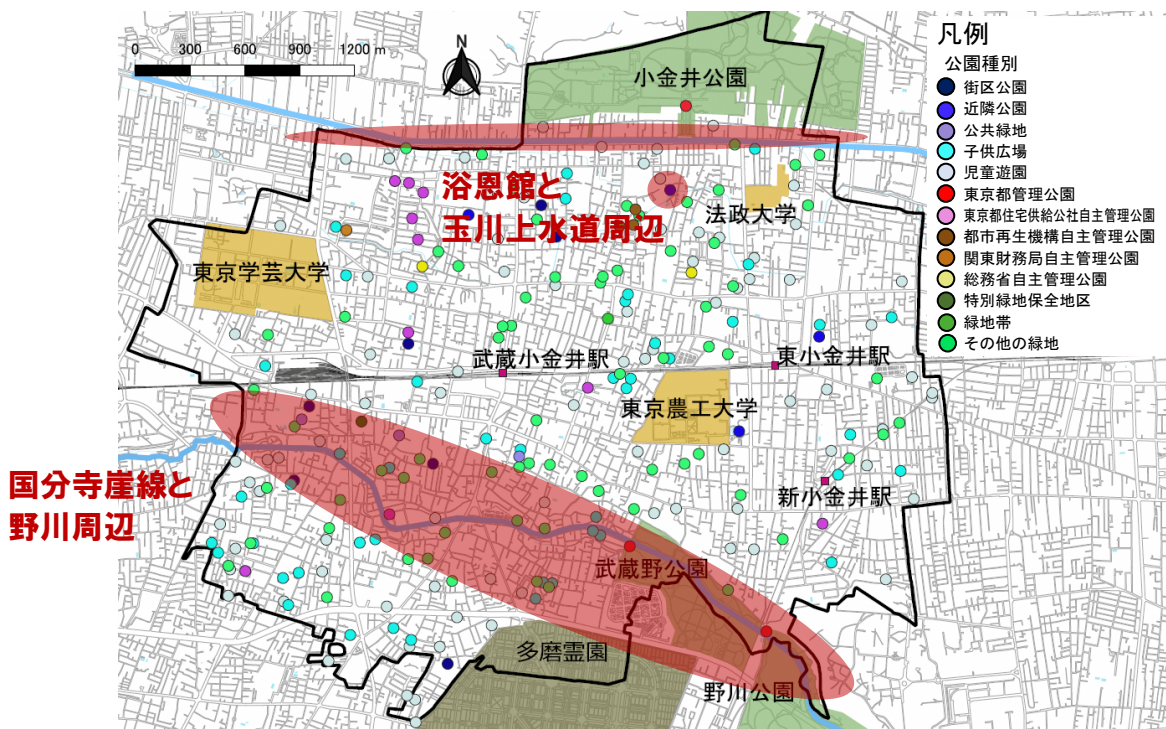 0 300 600 900 1200 m
N
小金井公園
凡例
公園種別
街区公園
近隣公園
公共緑地
子供広場
児童遊園
東京都管理公園
東京都住宅供給公社自主管理公園
都市再生機構自主管理公園
関東財務局自主管理公園
総務省自主管理公園
特別緑地保全地区
緑地帯
その他の緑地
浴恩館と
玉川上水道周辺
法政大学
東京学芸大学
武蔵小金井駅
東小金井駅
東京農工大学
国分寺崖線と
野川周辺
新小金井駅
武蔵野公園
多磨霊園
野川公園